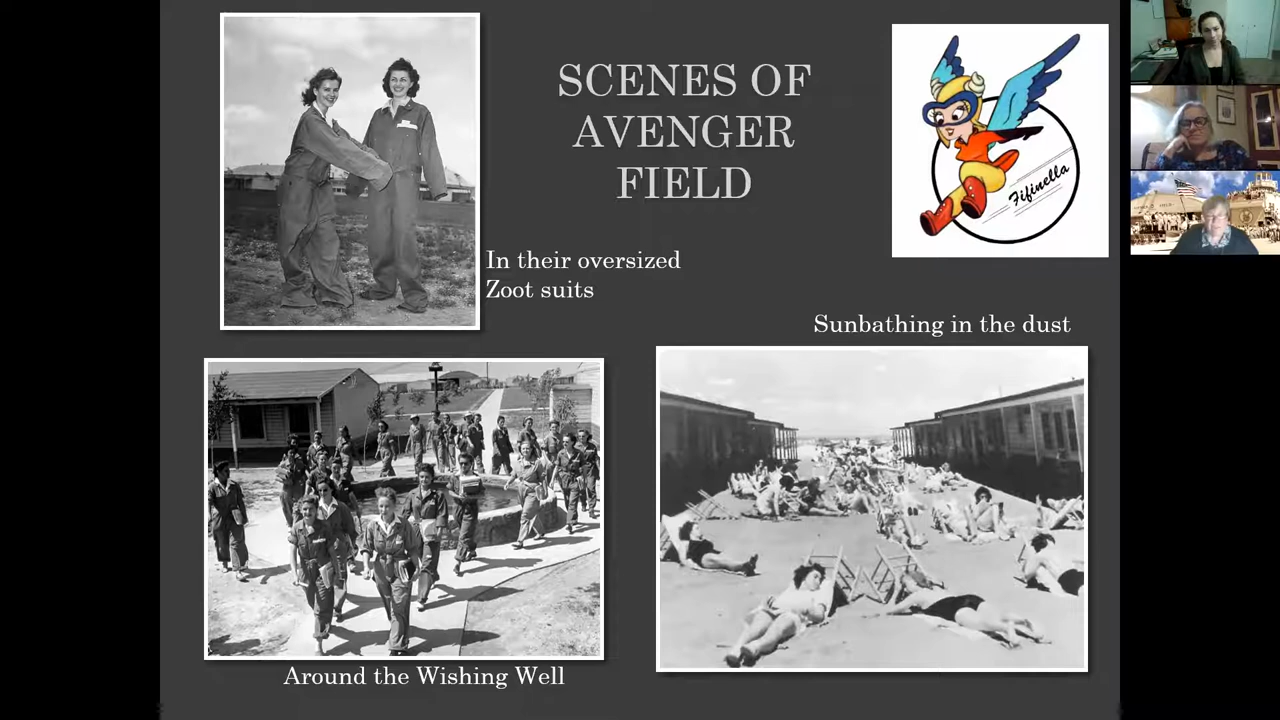 SCENES OF
AVENGER
FIELD
Fifinella
In their oversized
Zoot suits
Sunbathing in the dust
Around the Wishing Well